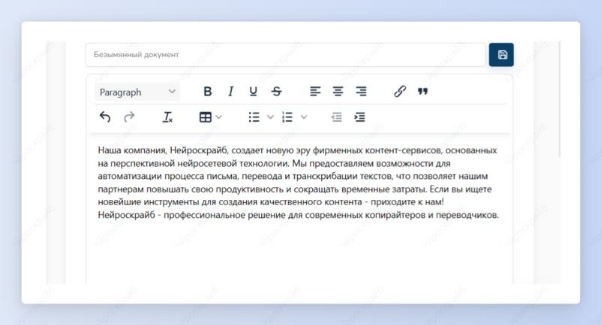 Безымянный документ
Paragraph
B I U S
Наша компания, Нейроскрайб, создает новую эру фирменных контент-сервисов, основанных
на перспективной нейросетевой технологии. Мы предоставляем возможности для
автоматизации процесса письма, перевода и транскрибации текстов, что позволяет нашим
партнерам повышать свою продуктивность и сокращать временные затраты. Если вы ищете
новейшие инструменты для создания качественного контента - приходите к нам!
Нейроскрайб - профессиональное решение для современных копирайтеров и переводчиков.